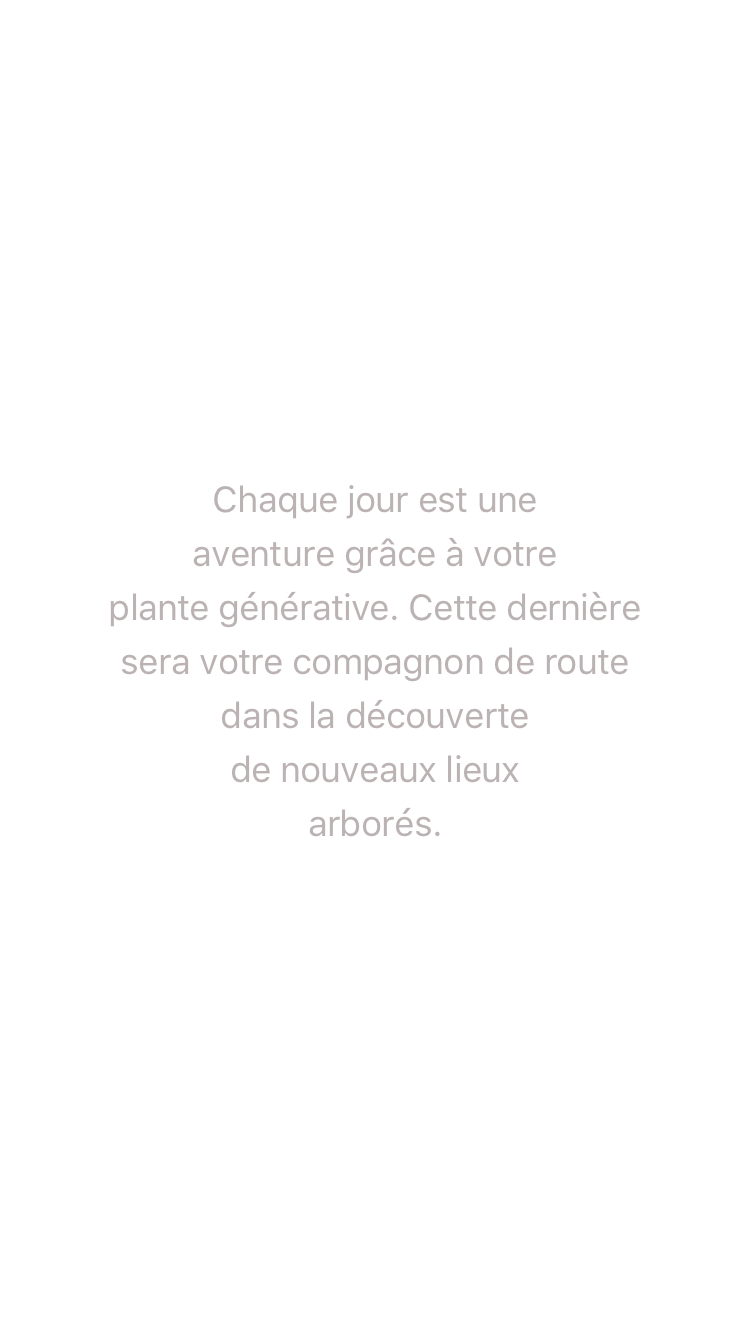 Chaque jour est une
aventure grâce à votre
plante générative. Cette dernière
sera votre compagnon de route
dans la découverte
de nouveaux lieux
arborés.